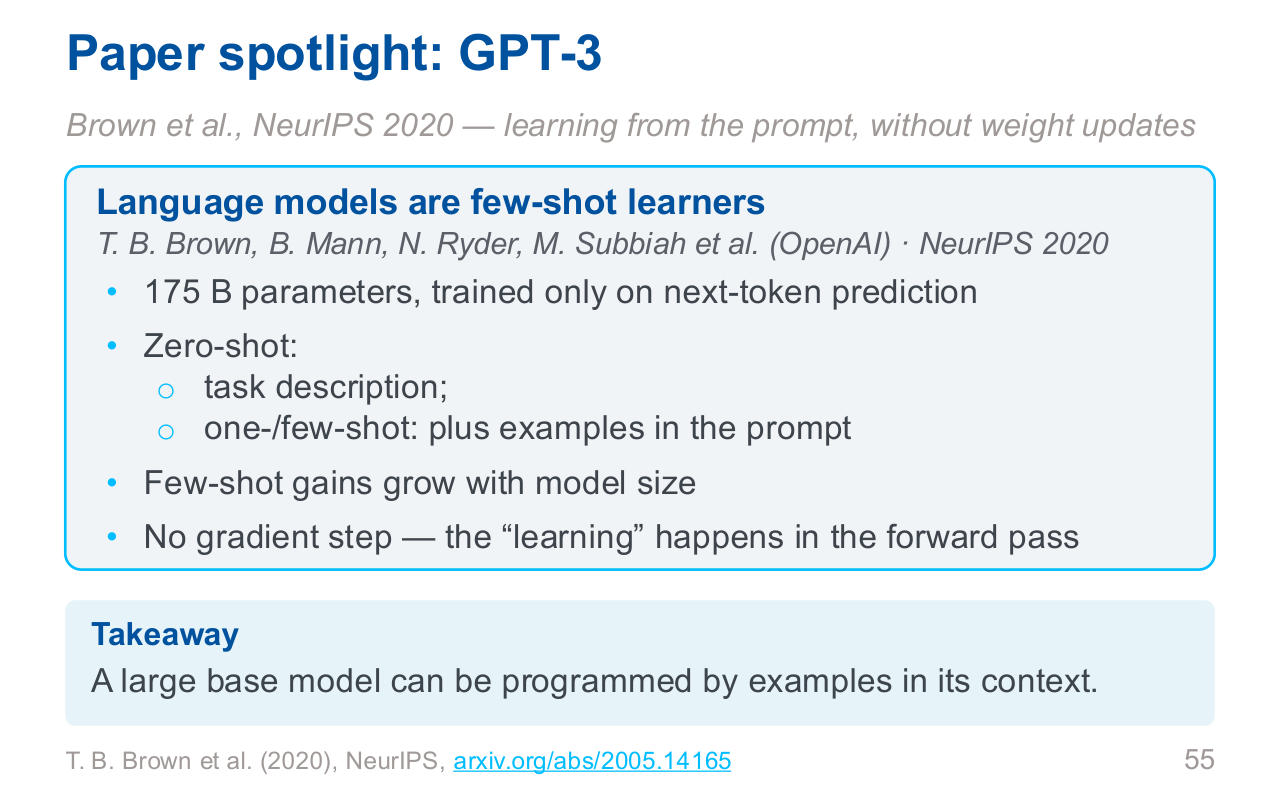 Paper spotlight: GPT-3
Brown et al., NeurIPS 2020 — learning from the prompt, without weight updates
Language models are few-shot learners
T. B. Brown, B. Mann, N. Ryder, M. Subbiah et al. (OpenAI) · NeurIPS 2020
• 175 B parameters, trained only on next-token prediction
• Zero-shot:
o task description;
o one-/few-shot: plus examples in the prompt
• Few-shot gains grow with model size
• No gradient step — the “learning” happens in the forward pass
Takeaway
A large base model can be programmed by examples in its context.
T. B. Brown et al. (2020), NeurIPS, arxiv.org/abs/2005.14165
55